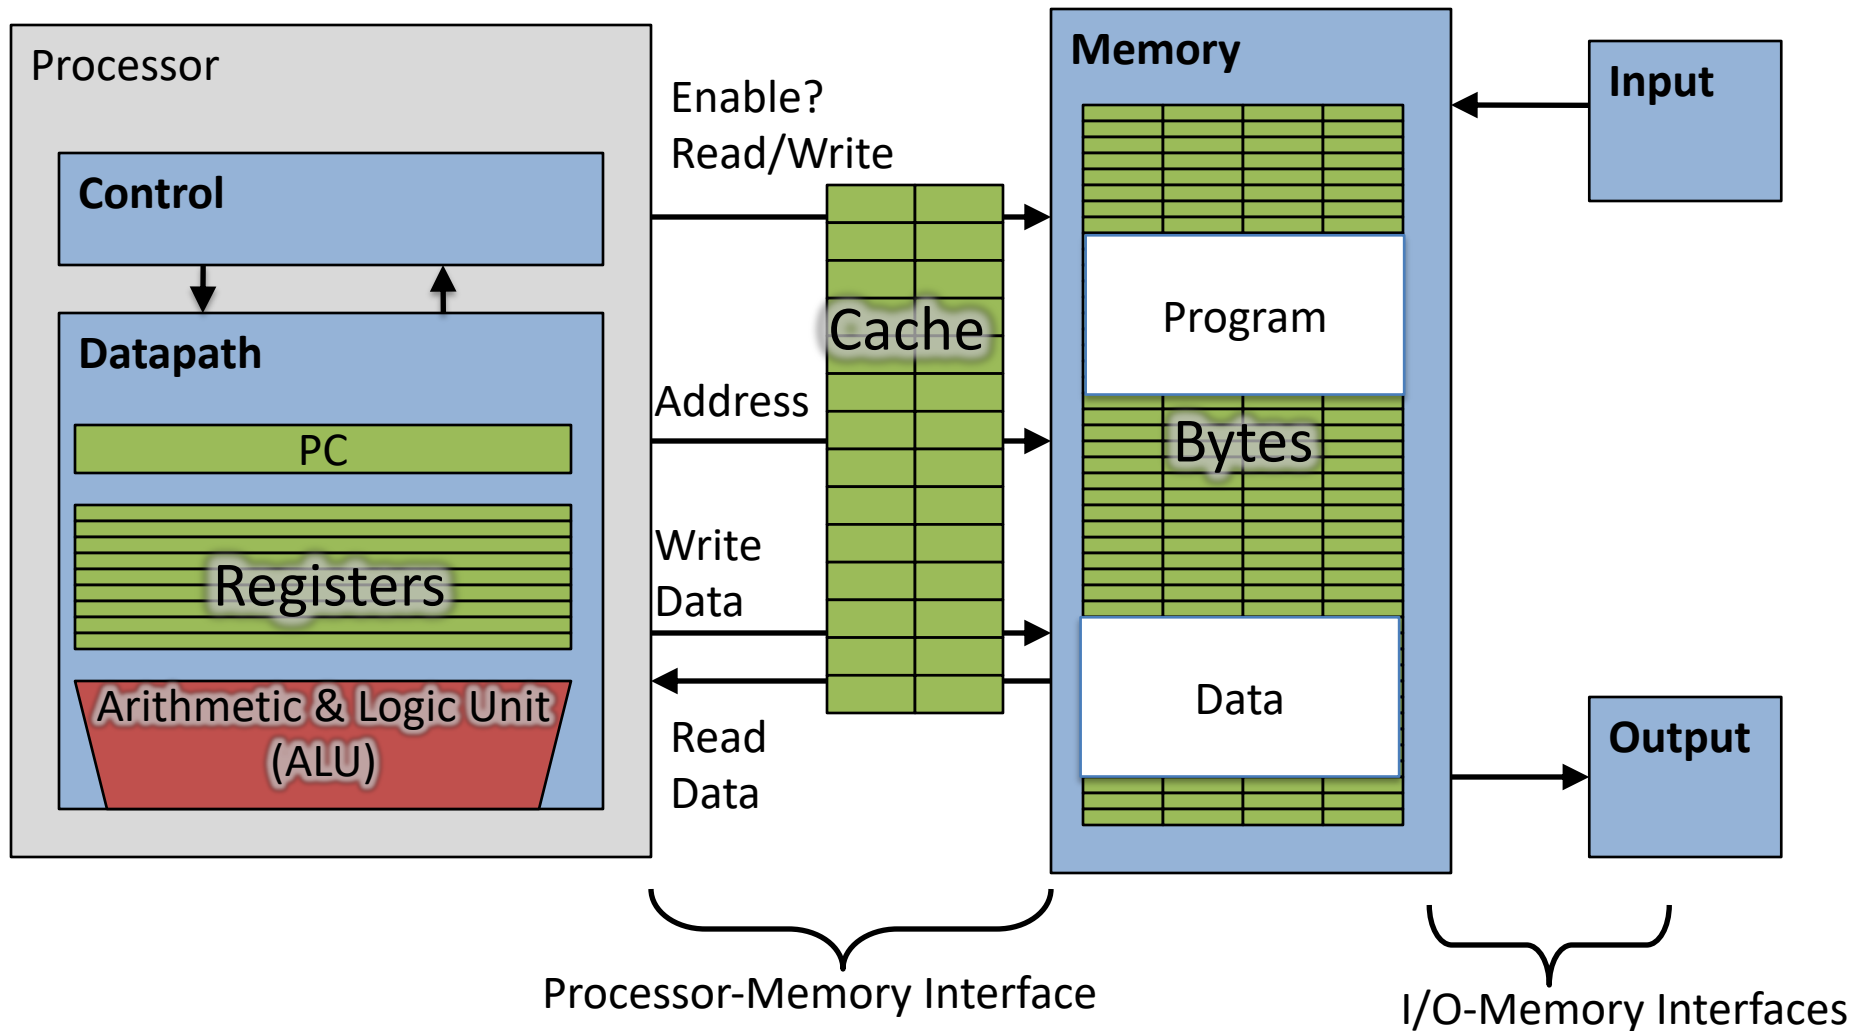 Processor
Control
Datapath
PC
Registers
Arithmetic & Logic Unit
(ALU)
Enable?
Read/Write
Cache
Address
Write
Data
Read
Data
Memory
Program
Bytes
Data
Input
Output
Processor-Memory Interface
I/O-Memory Interfaces